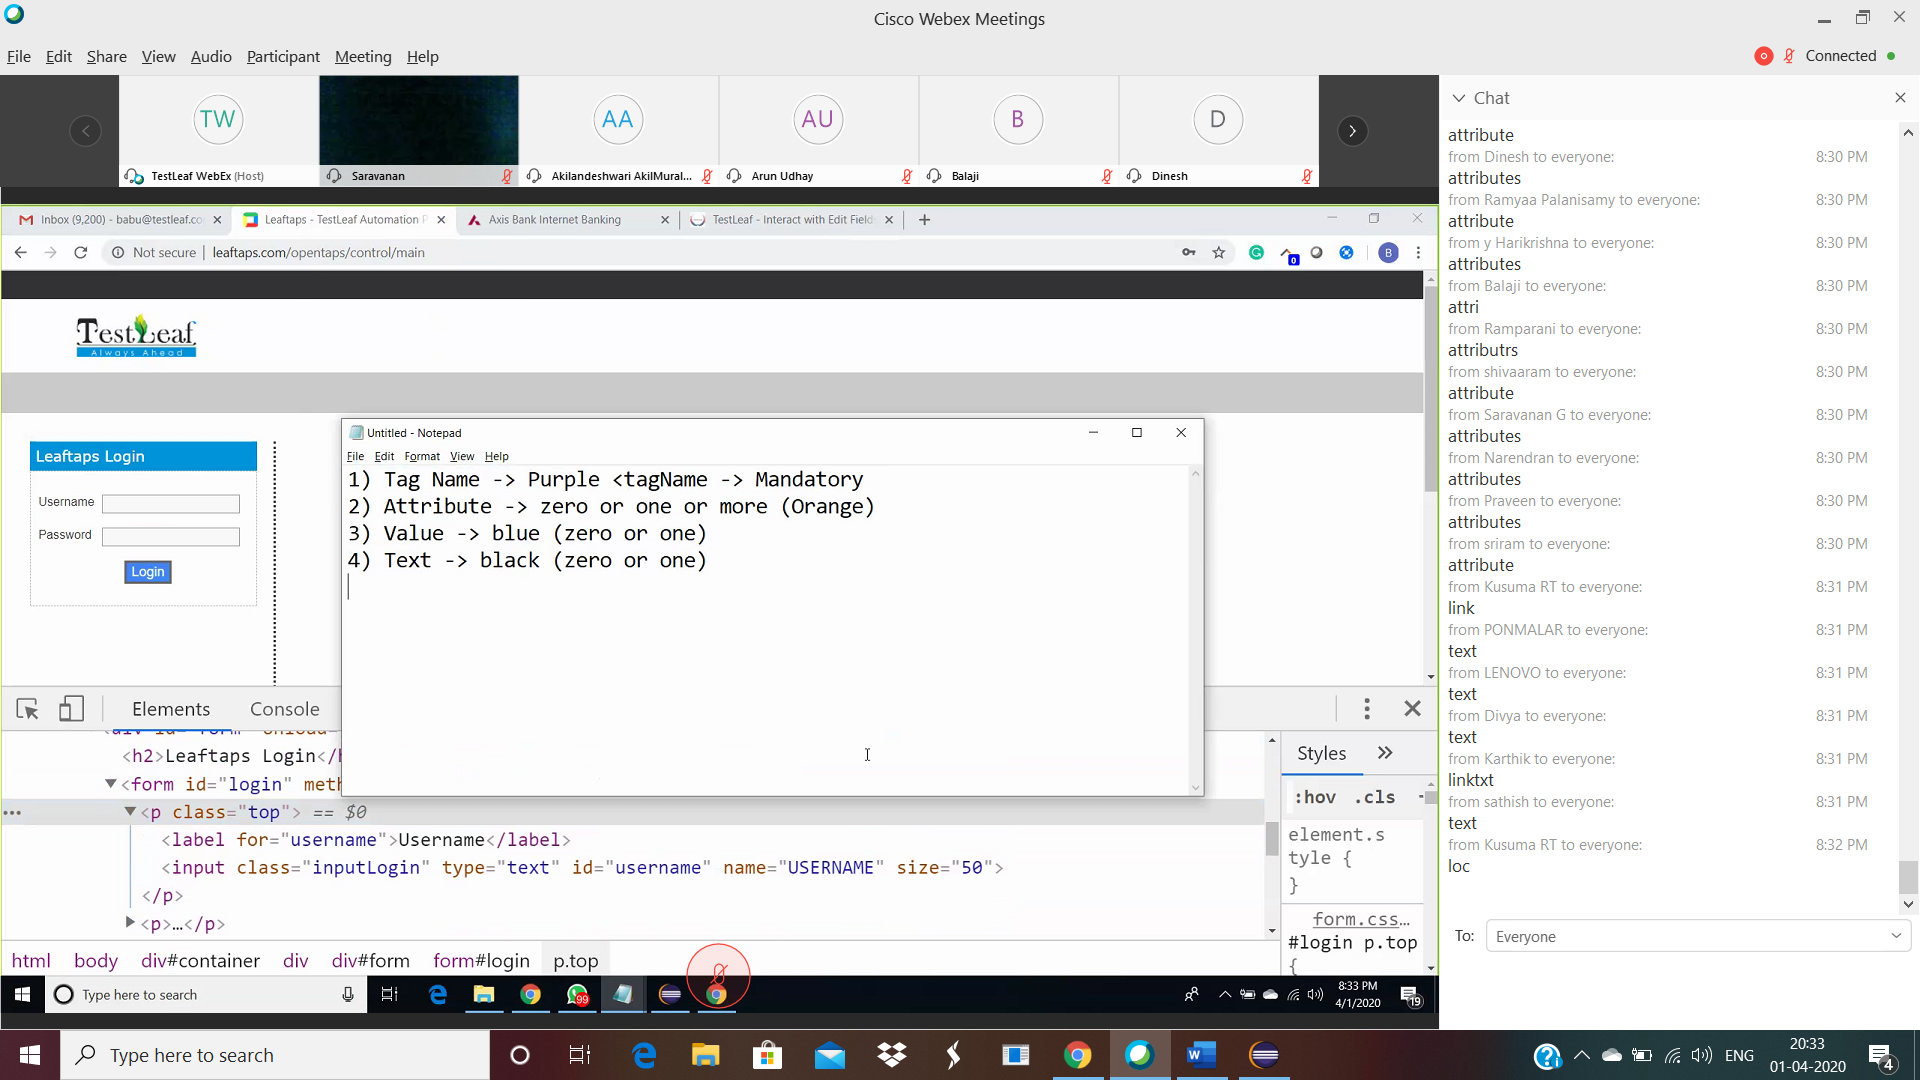 Cisco Webex Meetings
File Edit Share View Audio Participant Meeting Help
Connected
TW
AA
AU
B
D
TestLeaf WebEx (Host)
Saravanan
Akilandeshwari AkilMural...
Arun Udhay
Balaji
Dinesh
Inbox (9,200) - babu@testleaf.co
Leaftaps - TestLeaf Automation P
Axis Bank Internet Banking
TestLeaf - Interact with Edit Field
Not secure | leaftaps.com/opentaps/control/main
0
B
TestLeaf
Always Ahead
Leaftaps Login
Username
Password
Login
Untitled - Notepad
File Edit Format View Help
1) Tag Name -> Purple <tagName -> Mandatory
2) Attribute -> zero or one or more (Orange)
3) Value -> blue (zero or one)
4) Text -> black (zero or one)
Elements Console
<h2>Leaftaps Login</h
<form id="login" meth
<p class="top"> == $0
<label for="username">Username</label>
<input class="inputLogin" type="text" id="username" name="USERNAME" size="50">
</p>
<p>…</p>
html body div#container div div#form form#login p.top
Styles
:hov .cls
element.s
tyle {
}
form.css…
#login p.top
{
Type here to search
99
8:33 PM
4/1/2020
19
Chat
attribute
from Dinesh to everyone: 8:30 PM
attributes
from Ramyaa Palanisamy to everyone: 8:30 PM
attribute
from y Harikrishna to everyone: 8:30 PM
attributes
from Balaji to everyone: 8:30 PM
attri
from Ramparani to everyone: 8:30 PM
attributrs
from shivaaram to everyone: 8:30 PM
attribute
from Saravanan G to everyone: 8:30 PM
attributes
from Narendran to everyone: 8:30 PM
attributes
from Praveen to everyone: 8:30 PM
attributes
from sriram to everyone: 8:30 PM
attribute
from Kusuma RT to everyone: 8:31 PM
link
from PONMALAR to everyone: 8:31 PM
text
from LENOVO to everyone: 8:31 PM
text
from Divya to everyone: 8:31 PM
text
from Karthik to everyone: 8:31 PM
linktxt
from sathish to everyone: 8:31 PM
text
from Kusuma RT to everyone: 8:32 PM
loc
To: Everyone
Type here to search
ENG
20:33
01-04-2020
4